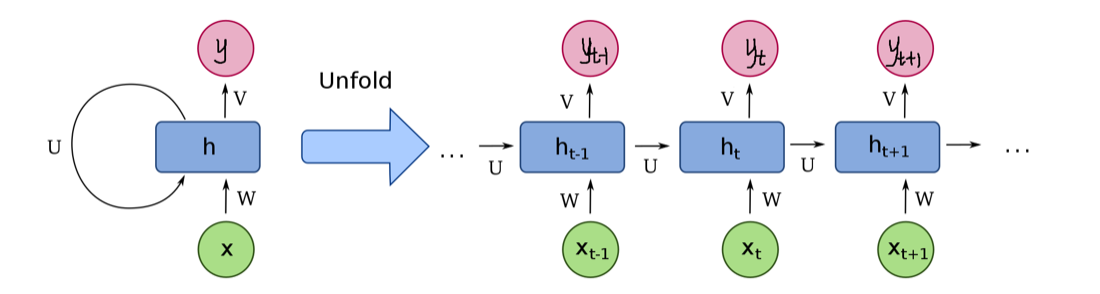 y
V
Unfold
U
h
W
x
...
U
y_{t-1}
V
h_{t-1}
W
x_{t-1}
U
y_t
V
h_t
W
x_t
U
y_{t+1}
V
h_{t+1}
W
x_{t+1}
...